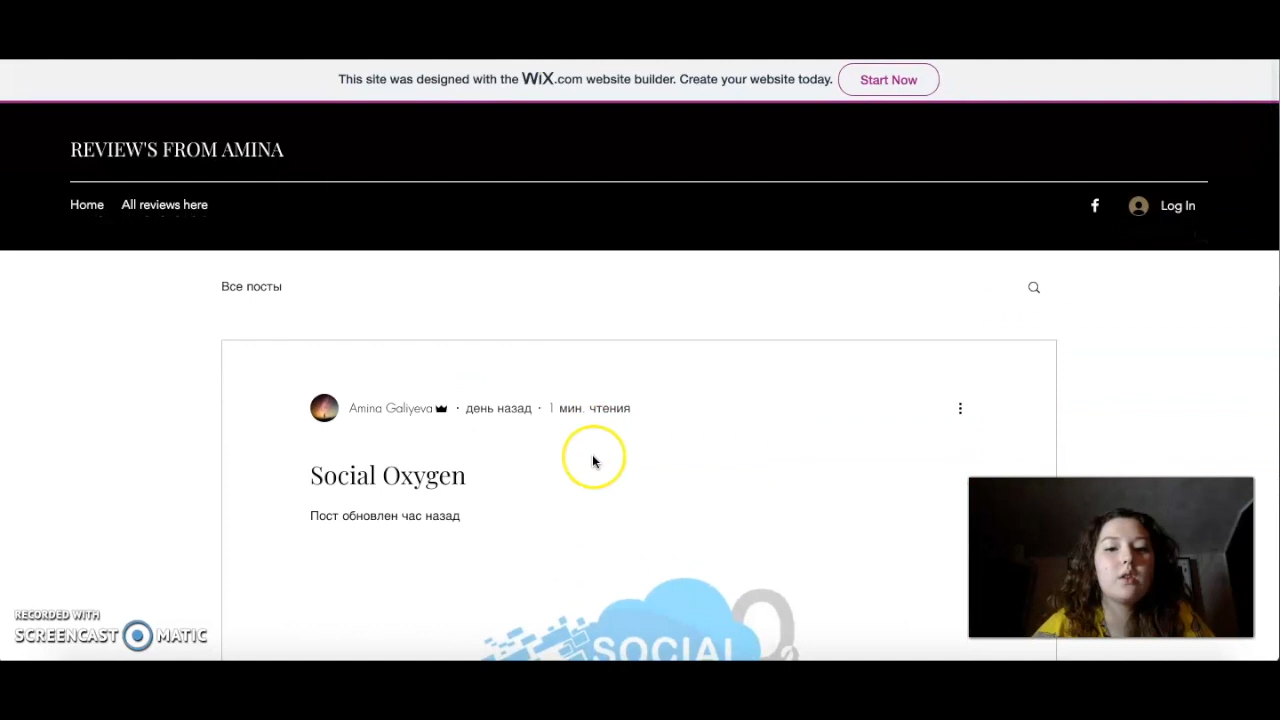 This site was designed with the WiX.com website builder. Create your website today. Start Now
REVIEW'S FROM AMINA
Home All reviews here Log In
Все посты
Amina Galiyeva · день назад · 1 мин. чтения
Social Oxygen
Пост обновлен час назад
SOCIAL
RECORDED WITH
SCREENCAST MATIC